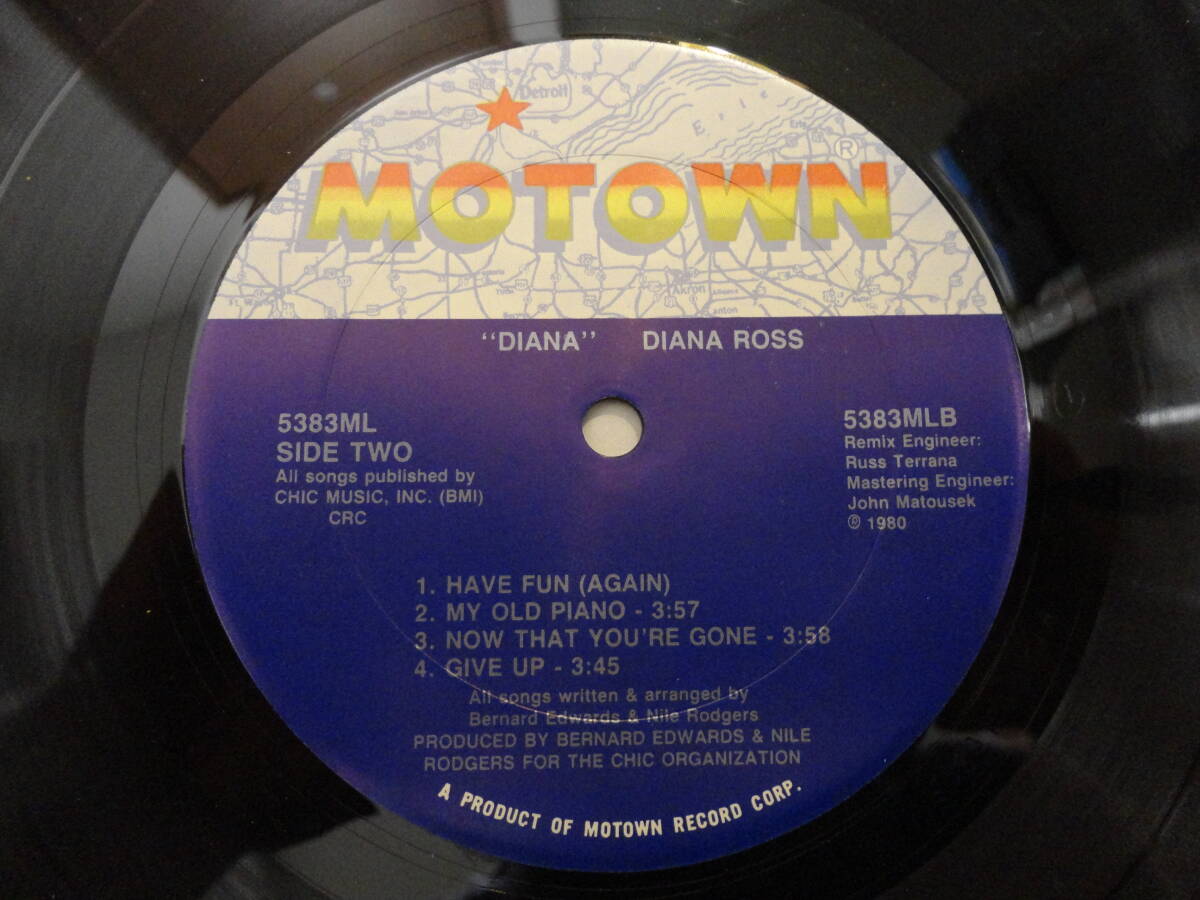 Detroit
Erie
Erie
®
MOTOWN
Akron
Canton
“DIANA” DIANA ROSS
5383ML
SIDE TWO
All songs published by
CHIC MUSIC, INC. (BMI)
CRC
5383MLB
Remix Engineer:
Russ Terrana
Mastering Engineer:
John Matousek
℗ 1980
1. HAVE FUN (AGAIN)
2. MY OLD PIANO - 3:57
3. NOW THAT YOU'RE GONE - 3:58
4. GIVE UP - 3:45
All songs written & arranged by
Bernard Edwards & Nile Rodgers
PRODUCED BY BERNARD EDWARDS & NILE
RODGERS FOR THE CHIC ORGANIZATION
A PRODUCT OF MOTOWN RECORD CORP.